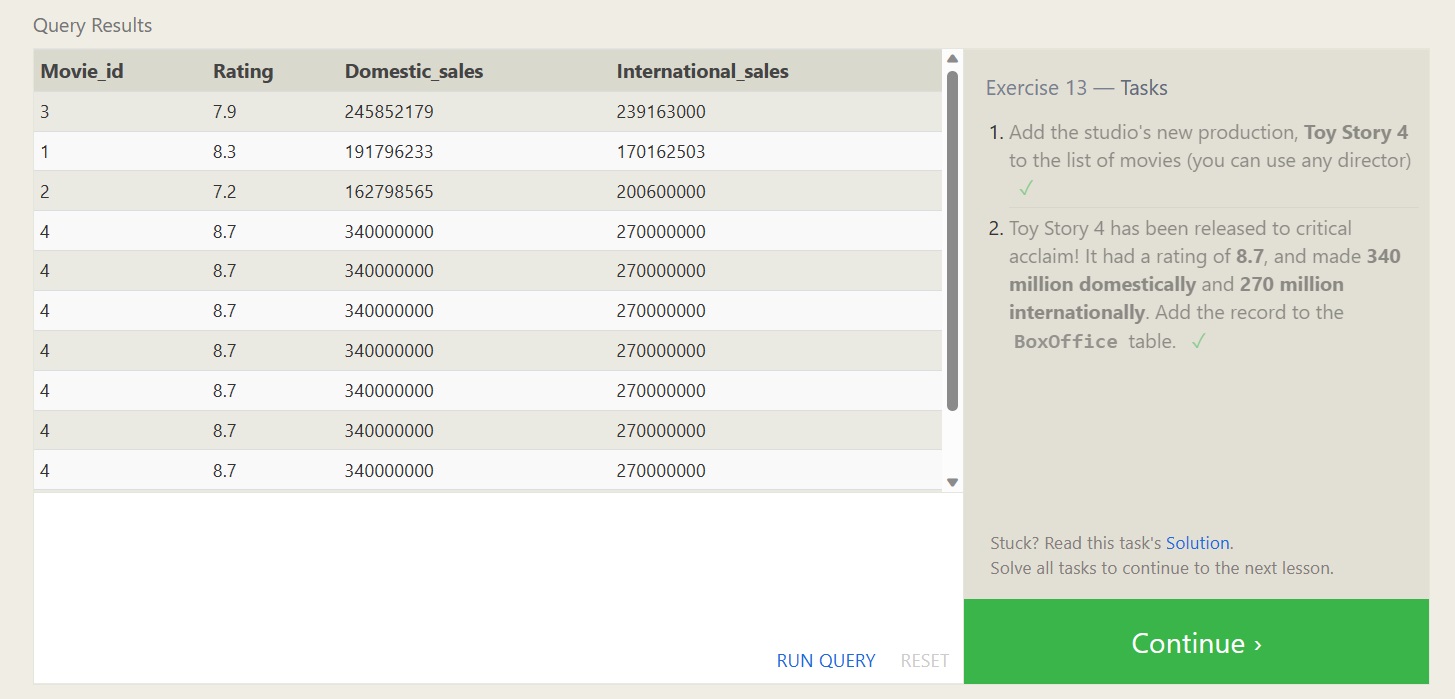 Query Results
Movie_id Rating Domestic_sales International_sales
3 7.9 245852179 239163000
1 8.3 191796233 170162503
2 7.2 162798565 200600000
4 8.7 340000000 270000000
4 8.7 340000000 270000000
4 8.7 340000000 270000000
4 8.7 340000000 270000000
4 8.7 340000000 270000000
4 8.7 340000000 270000000
4 8.7 340000000 270000000
RUN QUERY RESET
Exercise 13 — Tasks
1. Add the studio's new production, Toy Story 4
to the list of movies (you can use any director)
✓
2. Toy Story 4 has been released to critical
acclaim! It had a rating of 8.7, and made 340
million domestically and 270 million
internationally. Add the record to the
BoxOffice table. ✓
Stuck? Read this task's Solution.
Solve all tasks to continue to the next lesson.
Continue ›